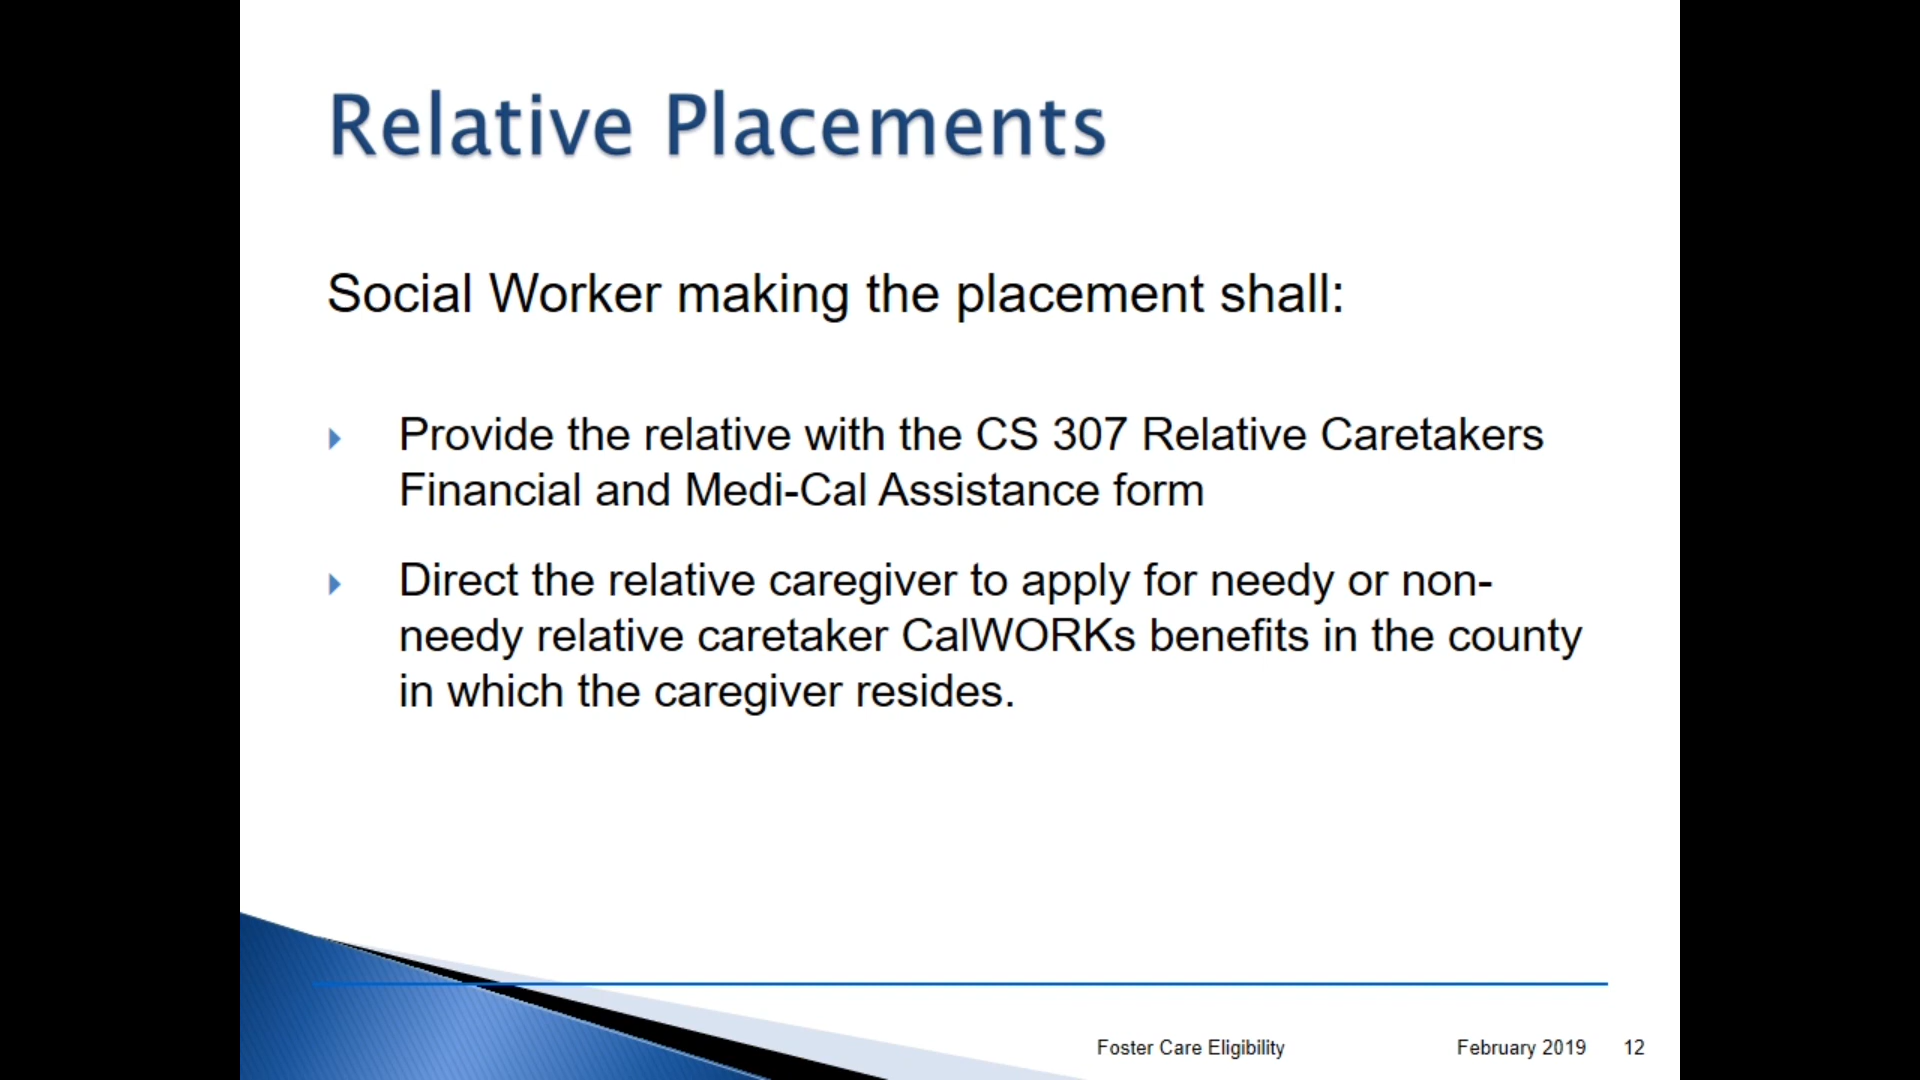 Relative Placements
Social Worker making the placement shall:
Provide the relative with the CS 307 Relative Caretakers
Financial and Medi-Cal Assistance form
Direct the relative caregiver to apply for needy or non-
needy relative caretaker CalWORKs benefits in the county
in which the caregiver resides.
Foster Care Eligibility
February 2019
12